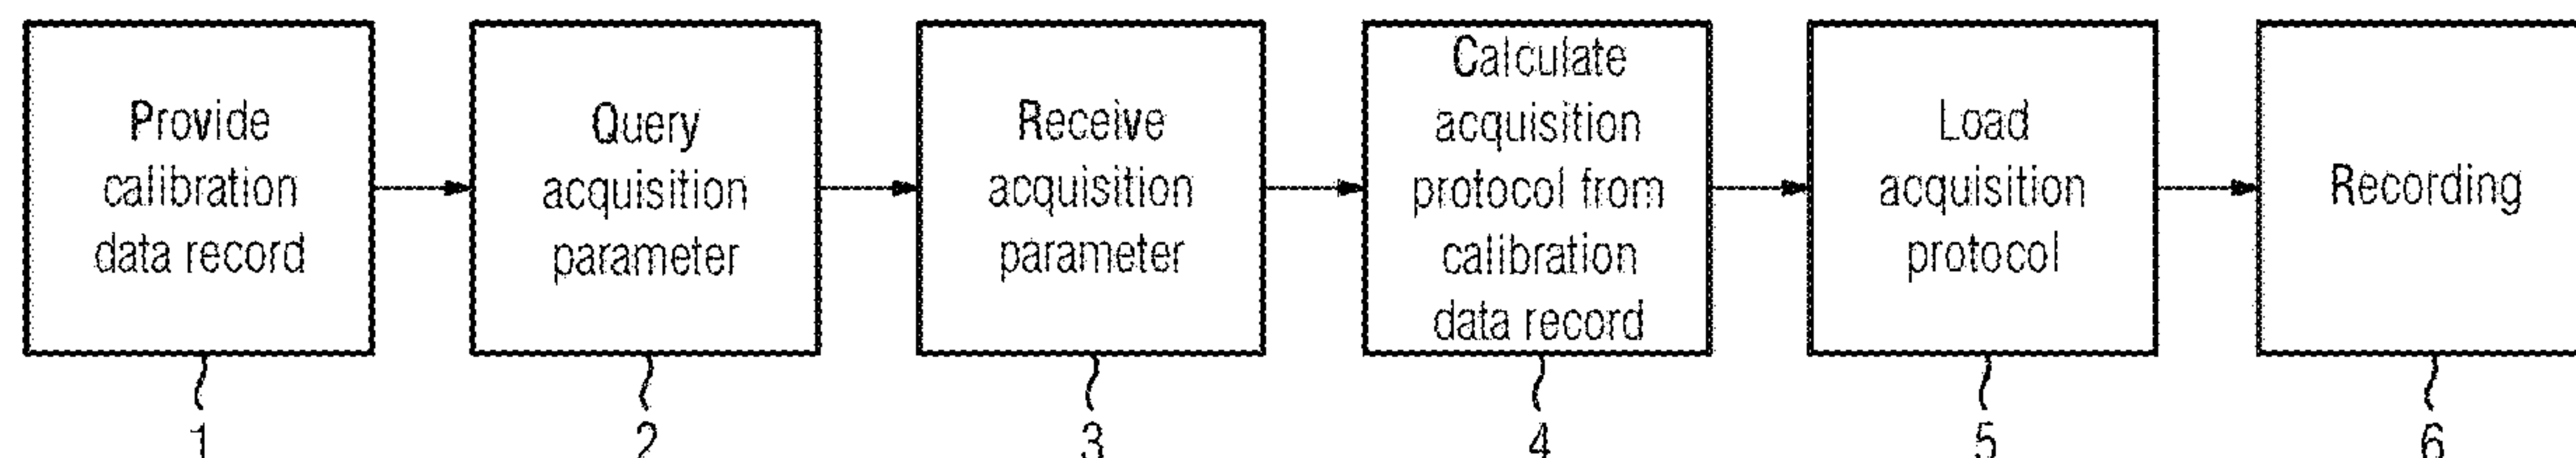 Provide
calibration
data record
Query
acquisition
parameter
Receive
acquisition
parameter
Calculate
acquisition
protocol from
calibration
data record
Load
acquisition
protocol
Recording
1
2
3
4
5
6